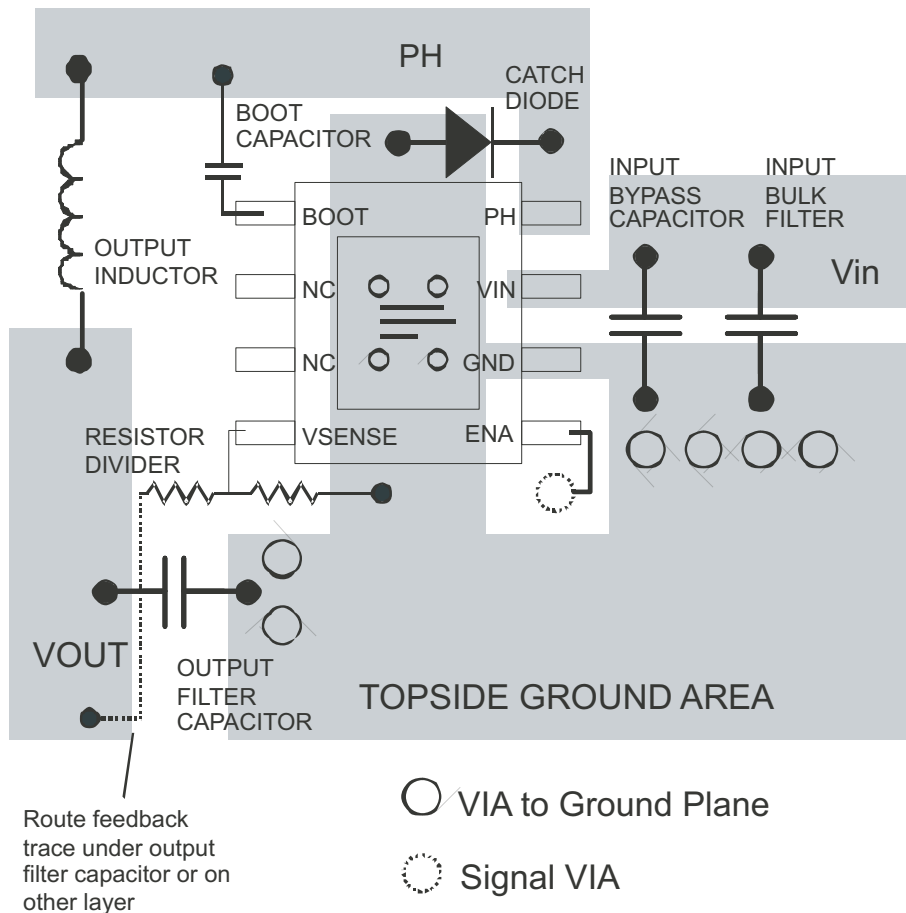 PH
CATCH
DIODE
BOOT
CAPACITOR
INPUT
BYPASS
CAPACITOR
INPUT
BULK
FILTER
BOOT
PH
OUTPUT
INDUCTOR
NC
VIN
Vin
NC
GND
RESISTOR
DIVIDER
VSENSE
ENA
VOUT
OUTPUT
FILTER
CAPACITOR
TOPSIDE GROUND AREA
Route feedback
trace under output
filter capacitor or on
other layer
VIA to Ground Plane
Signal VIA